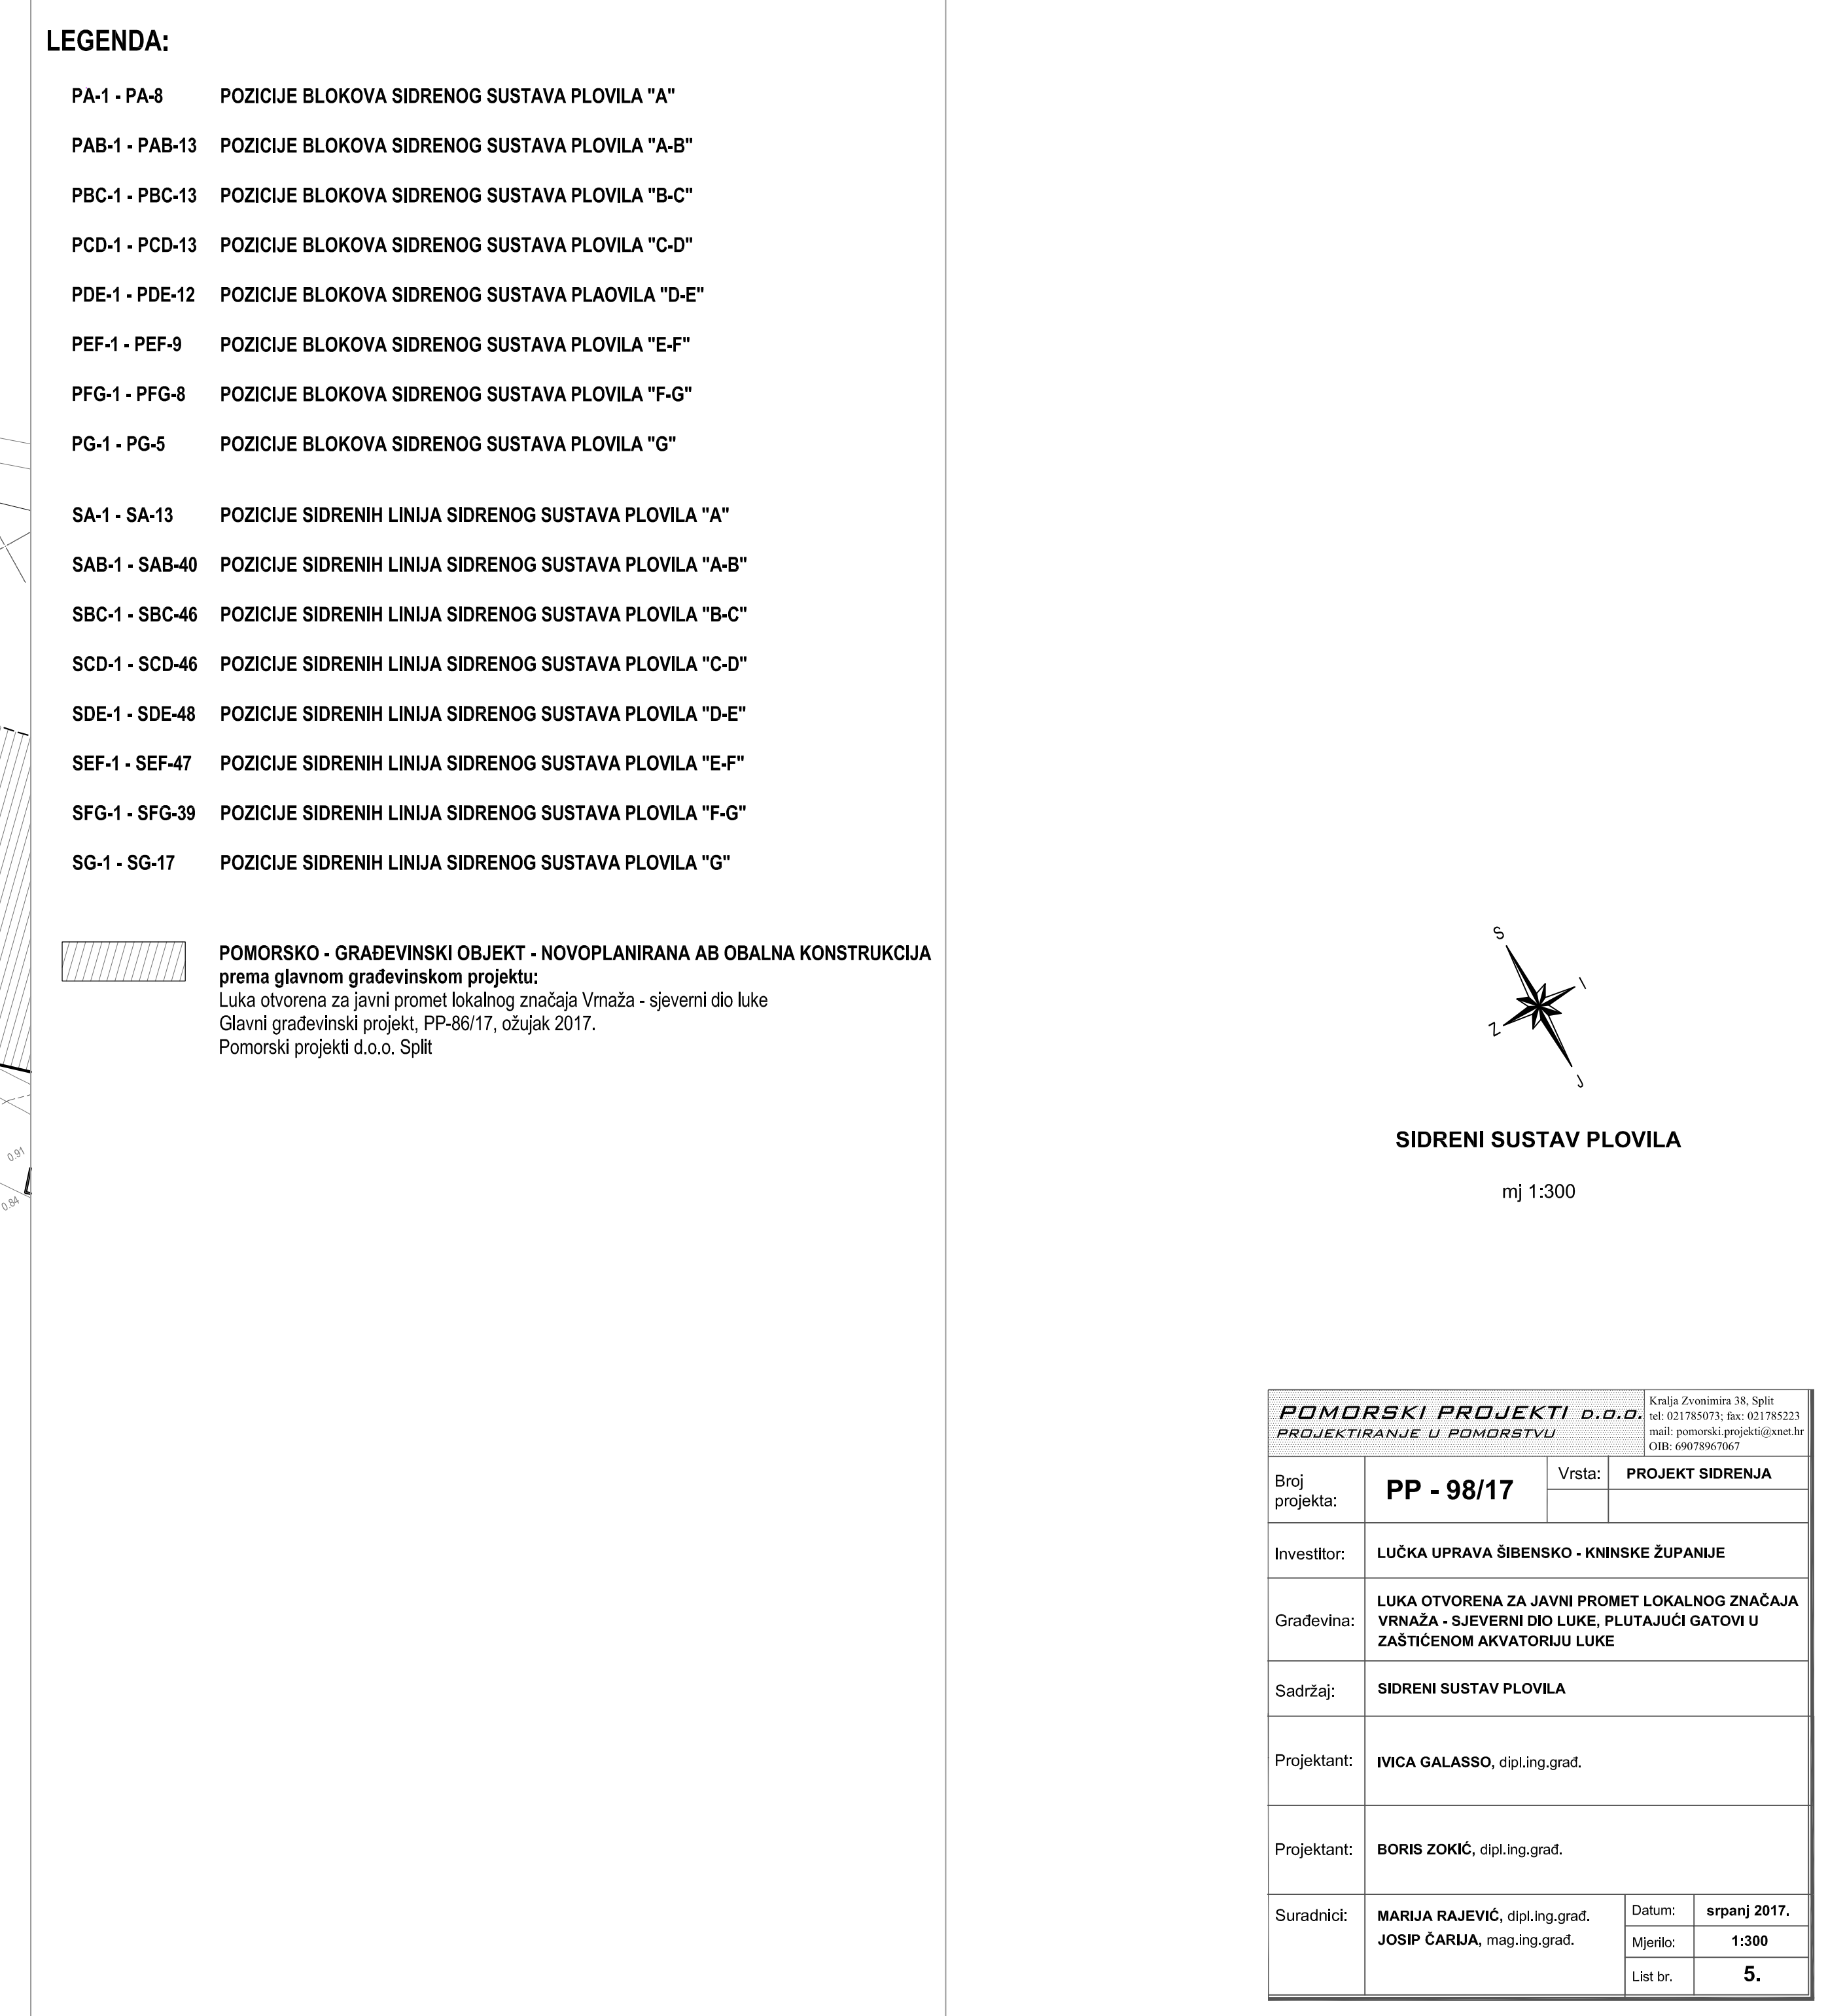 LEGENDA:
PA-1 - PA-8 POZICIJE BLOKOVA SIDRENOG SUSTAVA PLOVILA "A"
PAB-1 - PAB-13 POZICIJE BLOKOVA SIDRENOG SUSTAVA PLOVILA "A-B"
PBC-1 - PBC-13 POZICIJE BLOKOVA SIDRENOG SUSTAVA PLOVILA "B-C"
PCD-1 - PCD-13 POZICIJE BLOKOVA SIDRENOG SUSTAVA PLOVILA "C-D"
PDE-1 - PDE-12 POZICIJE BLOKOVA SIDRENOG SUSTAVA PLAOVILA "D-E"
PEF-1 - PEF-9 POZICIJE BLOKOVA SIDRENOG SUSTAVA PLOVILA "E-F"
PFG-1 - PFG-8 POZICIJE BLOKOVA SIDRENOG SUSTAVA PLOVILA "F-G"
PG-1 - PG-5 POZICIJE BLOKOVA SIDRENOG SUSTAVA PLOVILA "G"
SA-1 - SA-13 POZICIJE SIDRENIH LINIJA SIDRENOG SUSTAVA PLOVILA "A"
SAB-1 - SAB-40 POZICIJE SIDRENIH LINIJA SIDRENOG SUSTAVA PLOVILA "A-B"
SBC-1 - SBC-46 POZICIJE SIDRENIH LINIJA SIDRENOG SUSTAVA PLOVILA "B-C"
SCD-1 - SCD-46 POZICIJE SIDRENIH LINIJA SIDRENOG SUSTAVA PLOVILA "C-D"
SDE-1 - SDE-48 POZICIJE SIDRENIH LINIJA SIDRENOG SUSTAVA PLOVILA "D-E"
SEF-1 - SEF-47 POZICIJE SIDRENIH LINIJA SIDRENOG SUSTAVA PLOVILA "E-F"
SFG-1 - SFG-39 POZICIJE SIDRENIH LINIJA SIDRENOG SUSTAVA PLOVILA "F-G"
SG-1 - SG-17 POZICIJE SIDRENIH LINIJA SIDRENOG SUSTAVA PLOVILA "G"
POMORSKO - GRAĐEVINSKI OBJEKT - NOVOPLANIRANA AB OBALNA KONSTRUKCIJA
prema glavnom građevinskom projektu:
Luka otvorena za javni promet lokalnog značaja Vrnaža - sjeverni dio luke
Glavni građevinski projekt, PP-86/17, ožujak 2017.
Pomorski projekti d.o.o. Split
0.91
0.84
S
I
Z
J
SIDRENI SUSTAV PLOVILA
mj 1:300
POMORSKI PROJEKTI D.O.O.
PROJEKTIRANJE U POMORSTVU
Kralja Zvonimira 38, Split
tel: 021785073; fax: 021785223
mail: pomorski.projekti@xnet.hr
OIB: 69078967067
Broj
projekta:
PP - 98/17
Vrsta: PROJEKT SIDRENJA
Investitor: LUČKA UPRAVA ŠIBENSKO - KNINSKE ŽUPANIJE
Građevina:
LUKA OTVORENA ZA JAVNI PROMET LOKALNOG ZNAČAJA
VRNAŽA - SJEVERNI DIO LUKE, PLUTAJUĆI GATOVI U
ZAŠTIĆENOM AKVATORIJU LUKE
Sadržaj: SIDRENI SUSTAV PLOVILA
Projektant: IVICA GALASSO, dipl.ing.građ.
Projektant: BORIS ZOKIĆ, dipl.ing.građ.
Suradnici: MARIJA RAJEVIĆ, dipl.ing.građ.
JOSIP ČARIJA, mag.ing.građ.
Datum: srpanj 2017.
Mjerilo: 1:300
List br. 5.